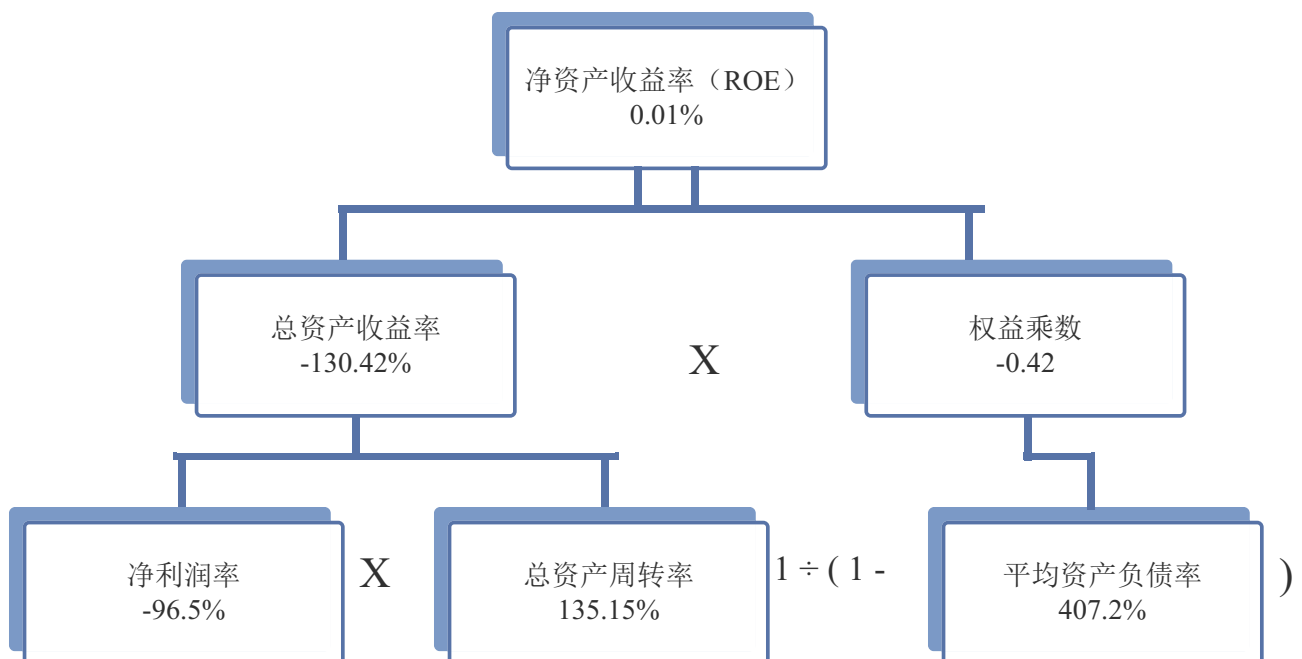 净资产收益率（ROE）
0.01%
总资产收益率
-130.42%
X
权益乘数
-0.42
净利润率
-96.5%
X
总资产周转率
135.15%
1 ÷ ( 1 -
平均资产负债率
407.2%
)